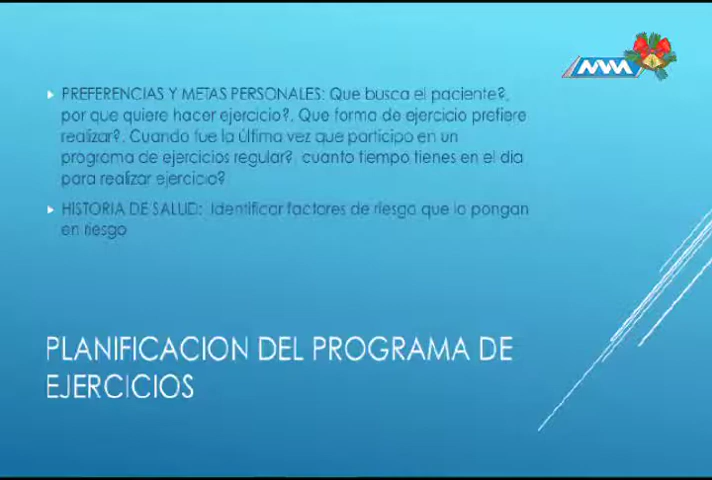 PREFERENCIAS Y METAS PERSONALES: Que busca el paciente?,
por que quiere hacer ejercicio?. Que forma de ejercicio prefiere
realizar?. Cuando fue la última vez que participo en un
programa de ejercicios regular?, cuanto tiempo tienes en el dia
para realizar ejercicio?
HISTORIA DE SALUD: Identificar factores de riesgo que lo pongan
en riesgo
PLANIFICACION DEL PROGRAMA DE
EJERCICIOS